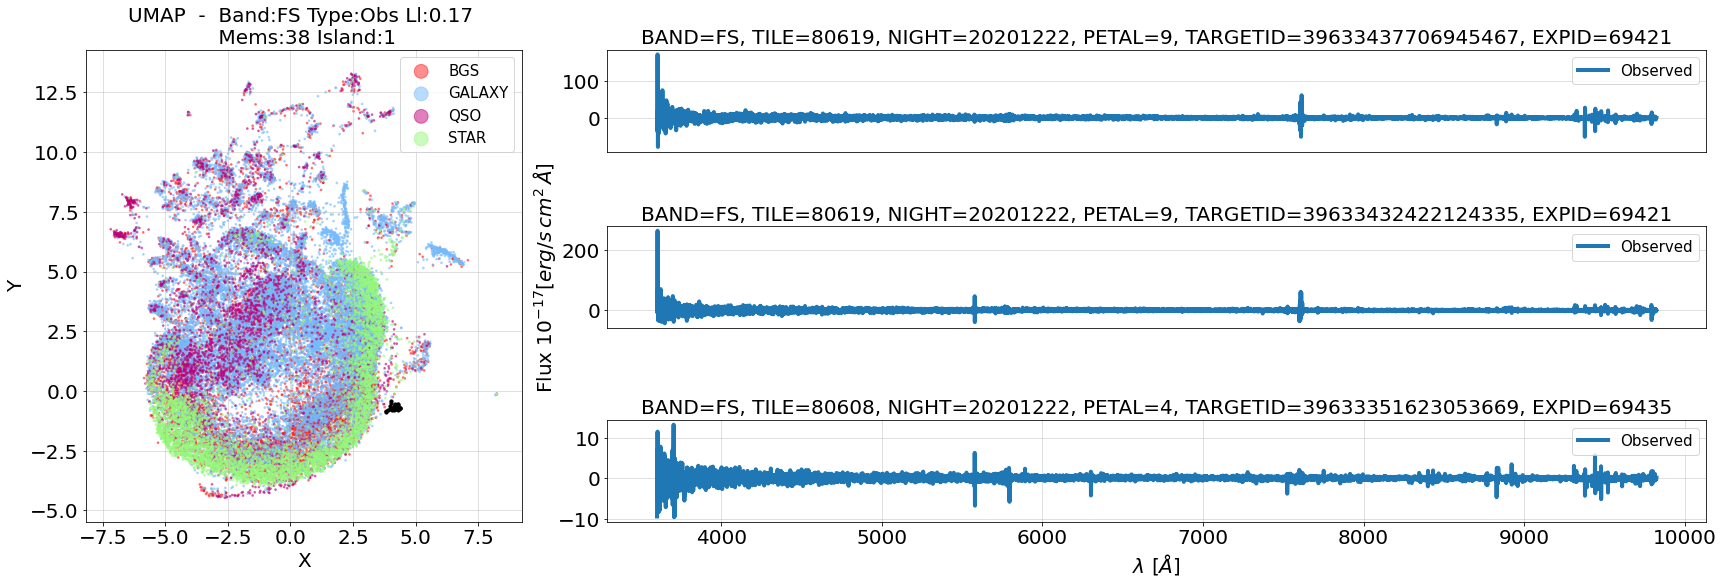 UMAP  -  Band:FS Type:Obs Ll:0.17
Mems:38 Island:1
BGS
GALAXY
QSO
STAR
12.5
10.0
7.5
5.0
2.5
0.0
−2.5
−5.0
Y
−7.5 −5.0 −2.5 0.0 2.5 5.0 7.5
X
BAND=FS, TILE=80619, NIGHT=20201222, PETAL=9, TARGETID=39633437706945467, EXPID=69421
Observed
100
0
BAND=FS, TILE=80619, NIGHT=20201222, PETAL=9, TARGETID=39633432422124335, EXPID=69421
Observed
200
0
Flux 10⁻¹⁷[erg/s cm² Å]
BAND=FS, TILE=80608, NIGHT=20201222, PETAL=4, TARGETID=39633351623053669, EXPID=69435
Observed
10
0
−10
4000 5000 6000 7000 8000 9000 10000
λ [Å]